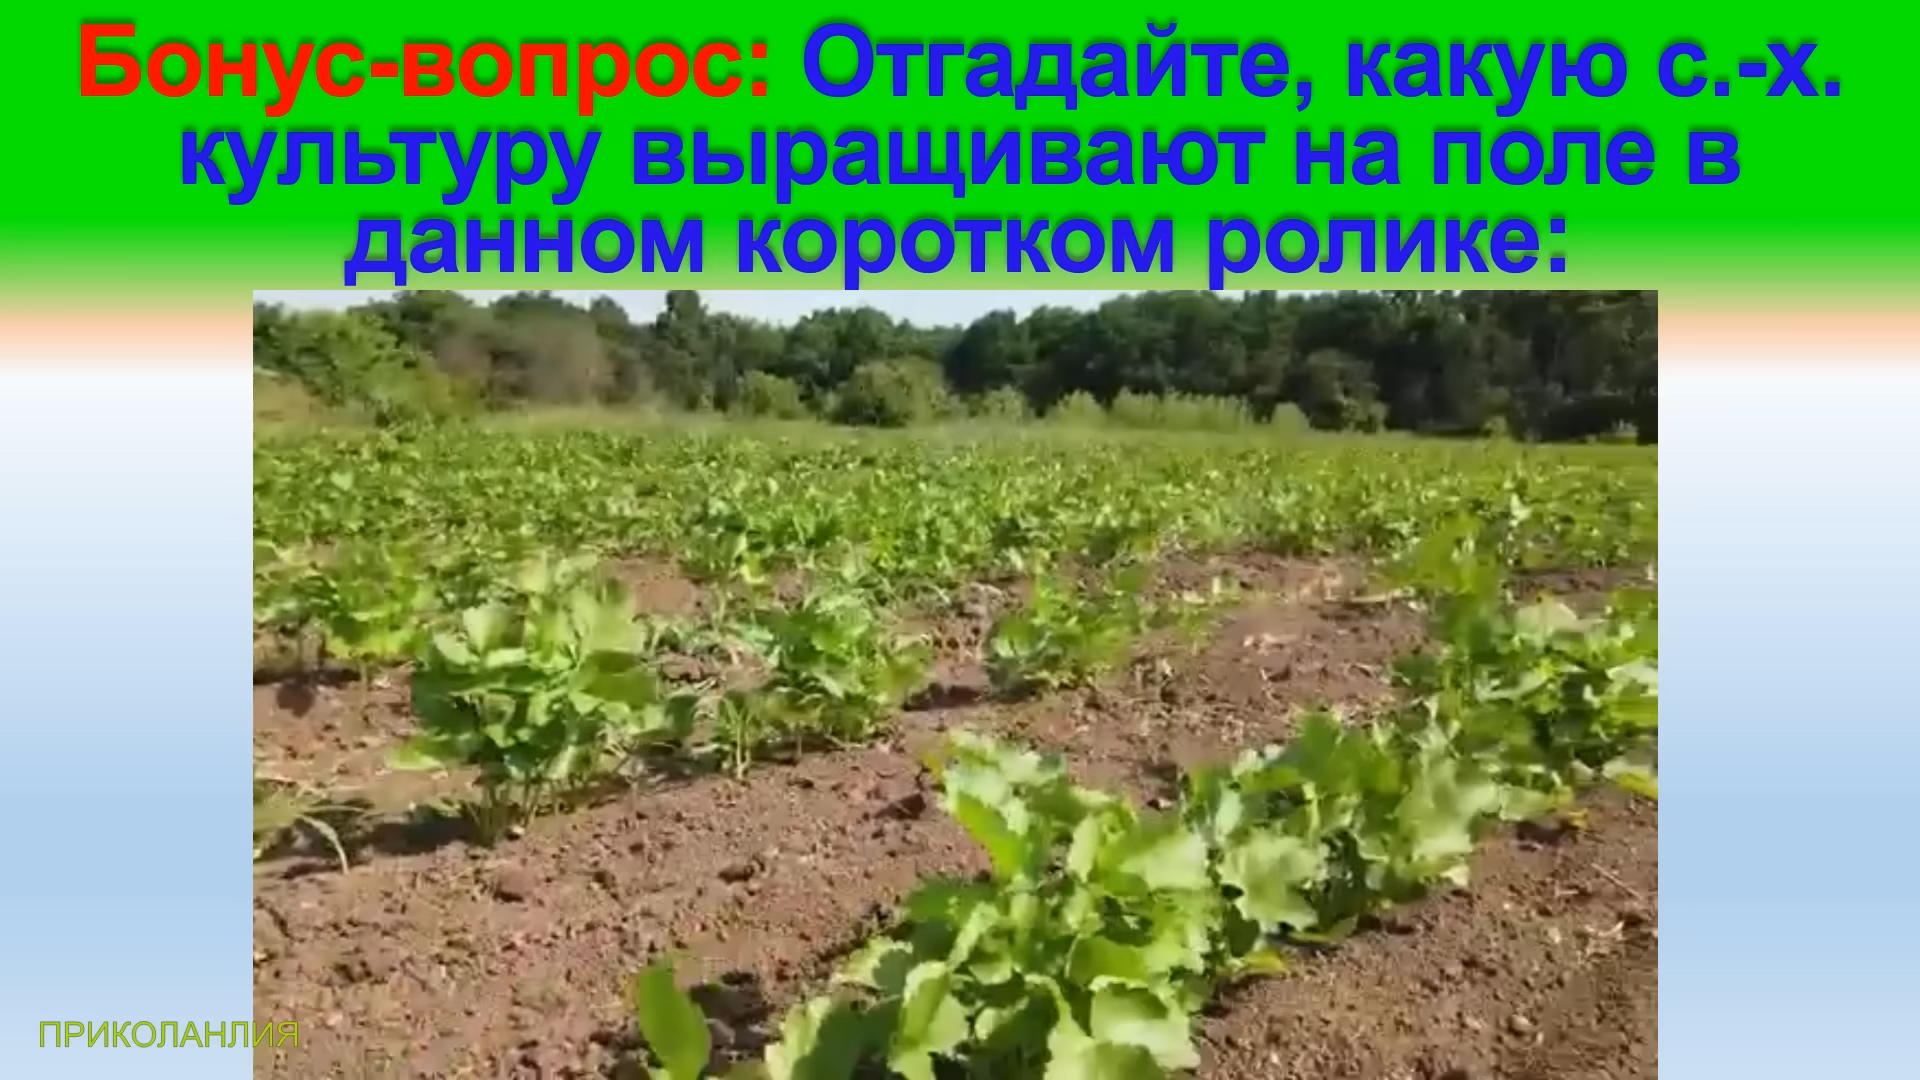 Бонус-вопрос: Отгадайте, какую с.-х.
культуру выращивают на поле в
данном коротком ролике:
ПРИКОЛАНЛИЯ